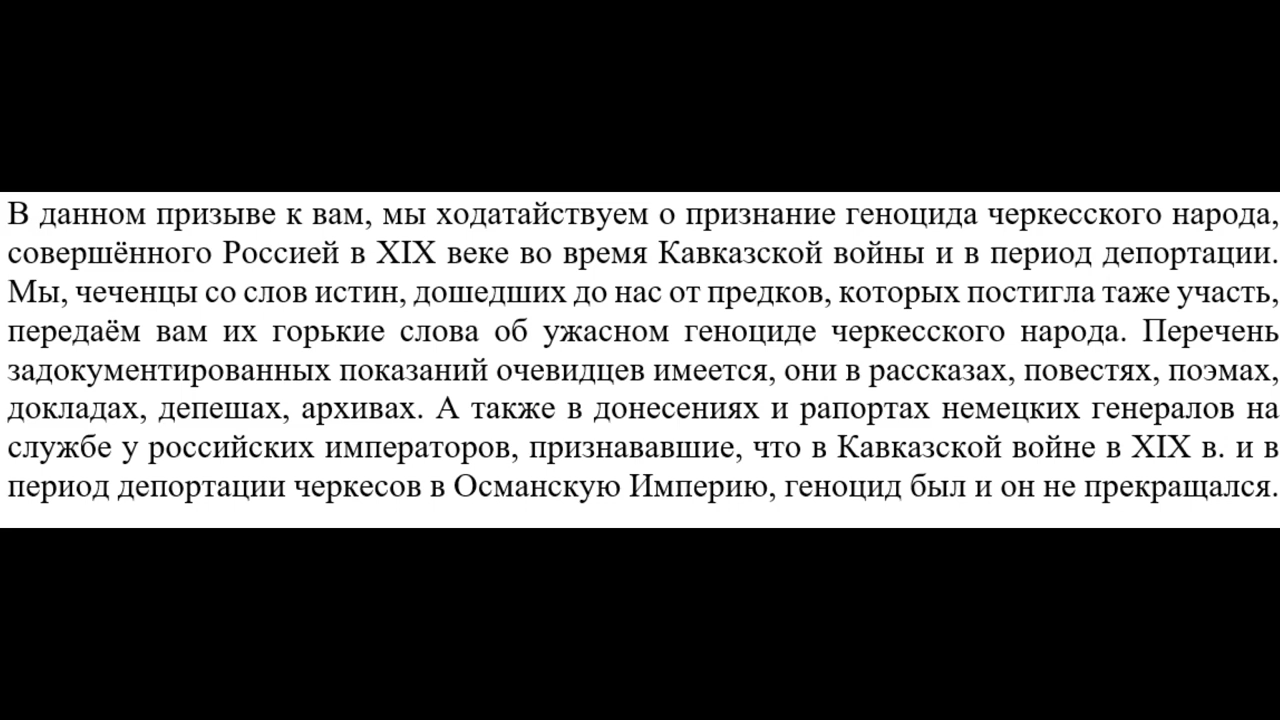 В данном призыве к вам, мы ходатайствуем о признание геноцида черкесского народа,
совершённого Россией в XIX веке во время Кавказской войны и в период депортации.
Мы, чеченцы со слов истин, дошедших до нас от предков, которых постигла таже участь,
передаём вам их горькие слова об ужасном геноциде черкесского народа. Перечень
задокументированных показаний очевидцев имеется, они в рассказах, повестях, поэмах,
докладах, депешах, архивах. А также в донесениях и рапортах немецких генералов на
службе у российских императоров, признававшие, что в Кавказской войне в XIX в. и в
период депортации черкесов в Османскую Империю, геноцид был и он не прекращался.